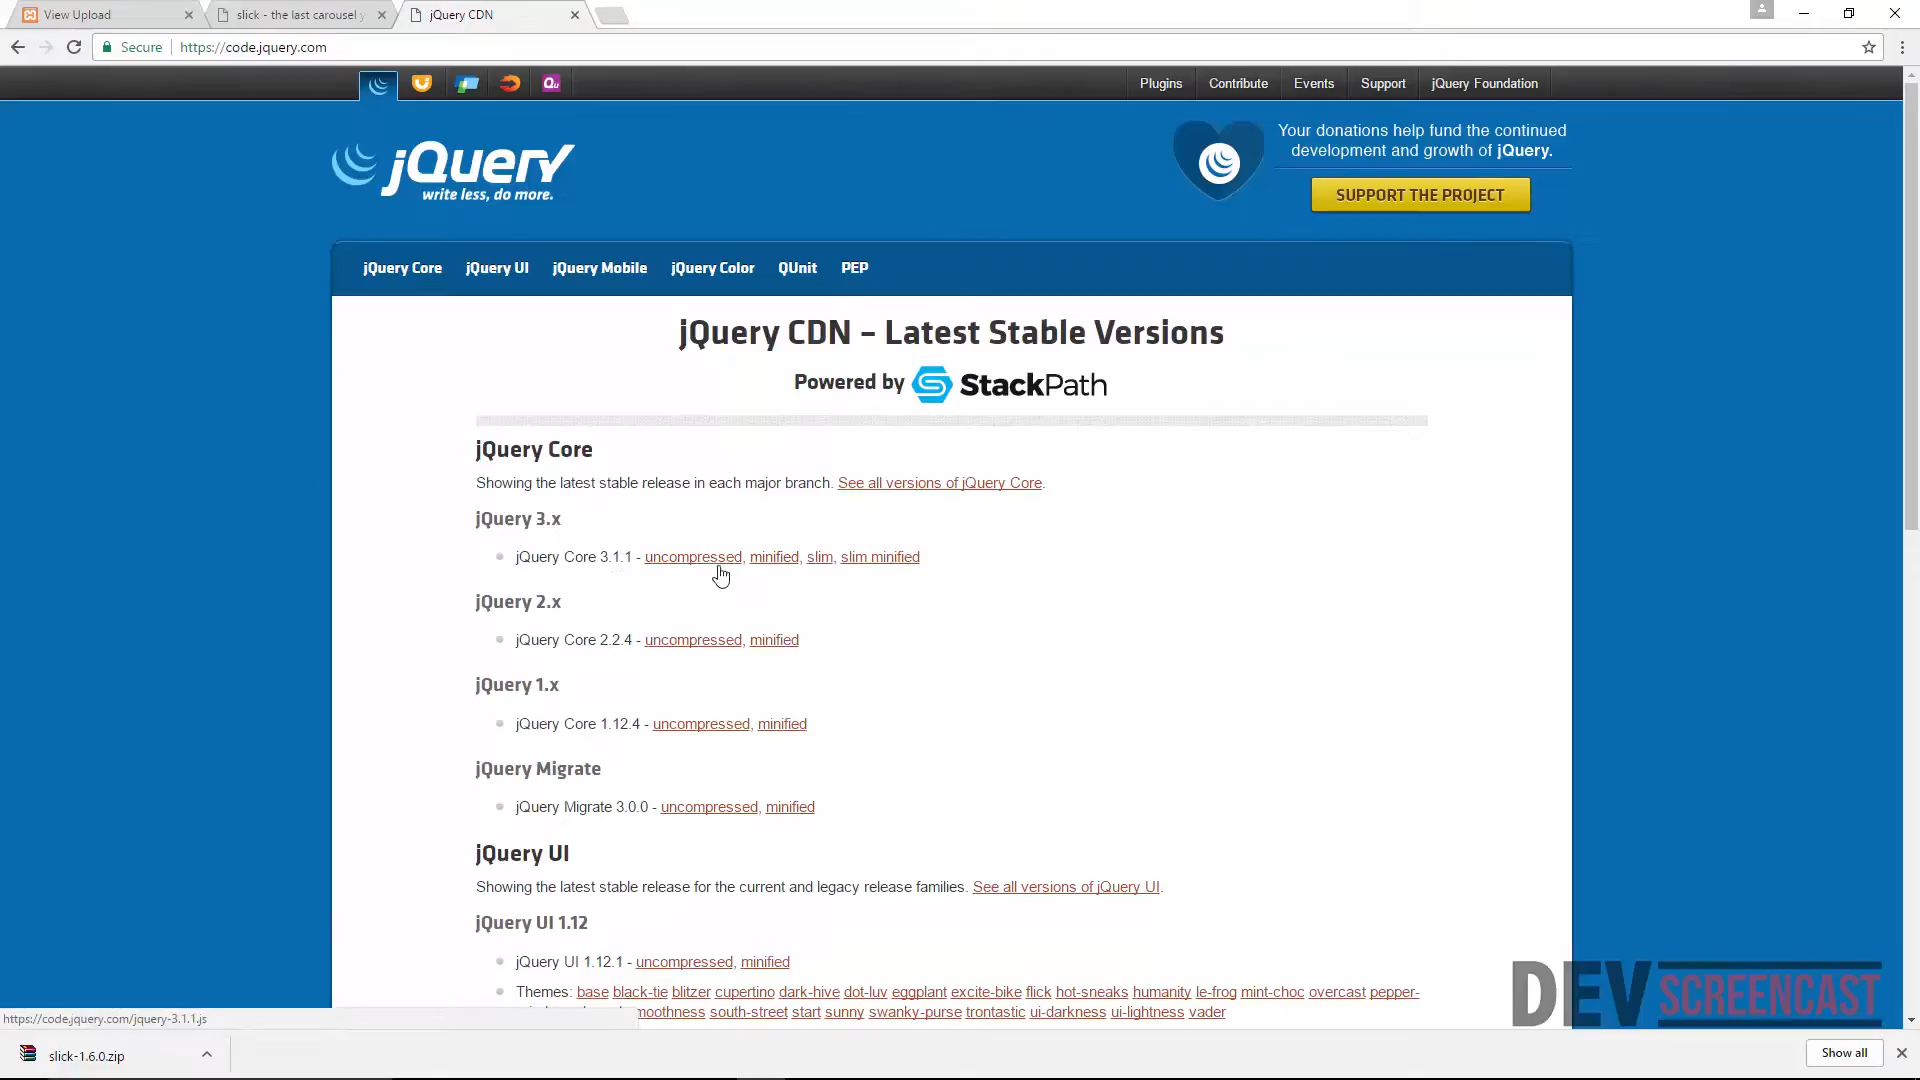 View Upload
slick - the last carousel y
jQuery CDN
Secure
https://code.jquery.com
Qu
Plugins
Contribute
Events
Support
jQuery Foundation
jQuery
write less, do more.
Your donations help fund the continued
development and growth of jQuery.
SUPPORT THE PROJECT
jQuery Core
jQuery UI
jQuery Mobile
jQuery Color
QUnit
PEP
jQuery CDN – Latest Stable Versions
Powered by StackPath
jQuery Core
Showing the latest stable release in each major branch. See all versions of jQuery Core.
jQuery 3.x
jQuery Core 3.1.1 - uncompressed, minified, slim, slim minified
jQuery 2.x
jQuery Core 2.2.4 - uncompressed, minified
jQuery 1.x
jQuery Core 1.12.4 - uncompressed, minified
jQuery Migrate
jQuery Migrate 3.0.0 - uncompressed, minified
jQuery UI
Showing the latest stable release for the current and legacy release families. See all versions of jQuery UI.
jQuery UI 1.12
jQuery UI 1.12.1 - uncompressed, minified
Themes: base black-tie blitzer cupertino dark-hive dot-luv eggplant excite-bike flick hot-sneaks humanity le-frog mint-choc overcast pepper-
moothness south-street start sunny swanky-purse trontastic ui-darkness ui-lightness vader
https://code.jquery.com/jquery-3.1.1.js
DEVSCREENCAST
slick-1.6.0.zip
Show all